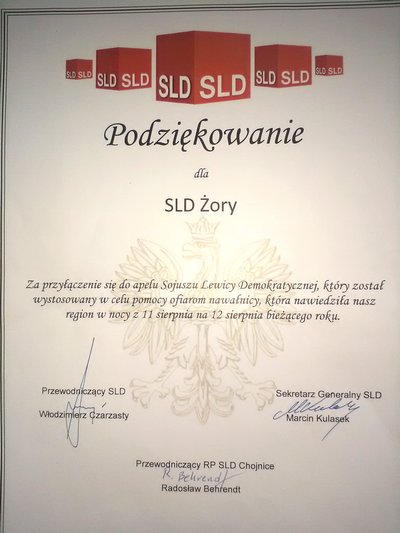 SLD SLD SLD SLD SLD SLD SLD SLD SLD SLD
Podziękowanie
dla
SLD Żory
Za przyłączenie się do apelu Sojuszu Lewicy Demokratycznej, który został
wystosowany w celu pomocy ofiarom nawałnicy, która nawiedziła nasz
region w nocy z 11 sierpnia na 12 sierpnia bieżącego roku.
Przewodniczący SLD
Włodzimierz Czarzasty
Sekretarz Generalny SLD
Marcin Kulasek
Przewodniczący RP SLD Chojnice
R. Behrendt
Radosław Behrendt